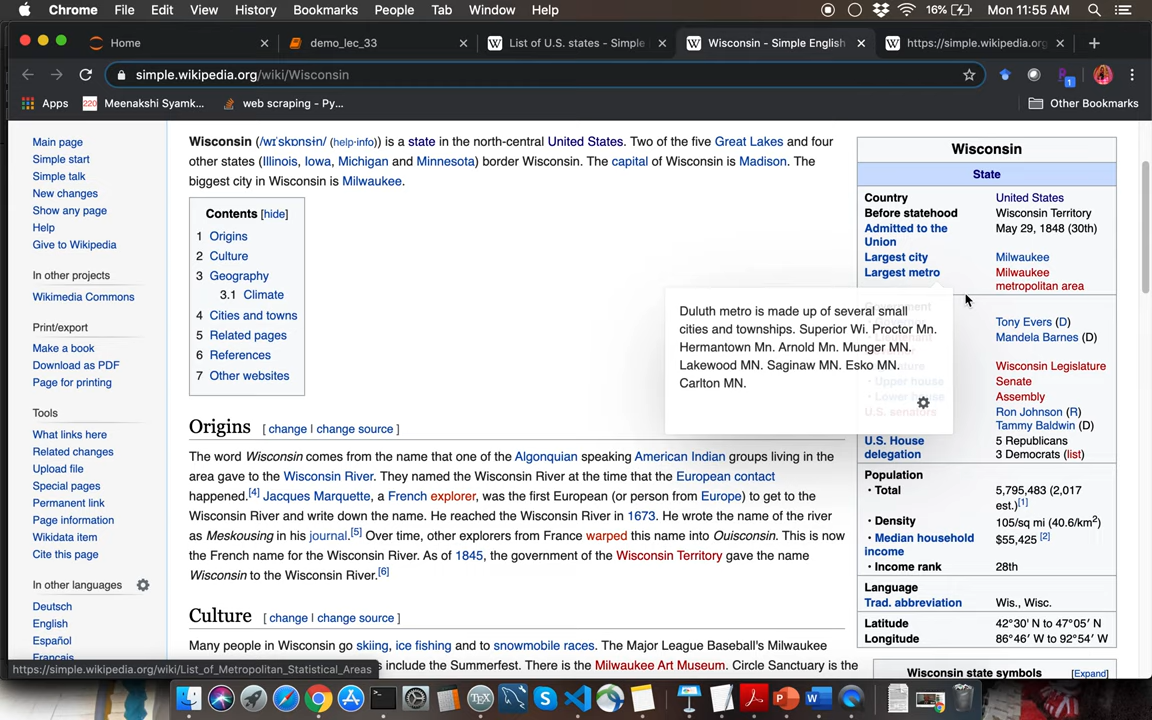 Chrome File Edit View History Bookmarks People Tab Window Help 16% Mon 11:55 AM
Home demo_lec_33 List of U.S. states - Simple Wisconsin - Simple English https://simple.wikipedia.org
simple.wikipedia.org/wiki/Wisconsin 1
Apps 220 Meenakshi Syamk... web scraping - Py... Other Bookmarks
Main page
Simple start
Simple talk
New changes
Show any page
Help
Give to Wikipedia
In other projects
Wikimedia Commons
Print/export
Make a book
Download as PDF
Page for printing
Tools
What links here
Related changes
Upload file
Special pages
Permanent link
Page information
Wikidata item
Cite this page
In other languages
Deutsch
English
Español
Français
Wisconsin (/wɪˈskɒnsɪn/ (help·info)) is a state in the north-central United States. Two of the five Great Lakes and four
other states (Illinois, Iowa, Michigan and Minnesota) border Wisconsin. The capital of Wisconsin is Madison. The
biggest city in Wisconsin is Milwaukee.
Contents [hide]
1 Origins
2 Culture
3 Geography
3.1 Climate
4 Cities and towns
5 Related pages
6 References
7 Other websites
Duluth metro is made up of several small
cities and townships. Superior Wi. Proctor Mn.
Hermantown Mn. Arnold Mn. Munger MN.
Lakewood MN. Saginaw MN. Esko MN.
Carlton MN.
Origins [ change | change source ]
The word Wisconsin comes from the name that one of the Algonquian speaking American Indian groups living in the
area gave to the Wisconsin River. They named the Wisconsin River at the time that the European contact
happened.[4] Jacques Marquette, a French explorer, was the first European (or person from Europe) to get to the
Wisconsin River and write down the name. He reached the Wisconsin River in 1673. He wrote the name of the river
as Meskousing in his journal.[5] Over time, other explorers from France warped this name into Ouisconsin. This is now
the French name for the Wisconsin River. As of 1845, the government of the Wisconsin Territory gave the name
Wisconsin to the Wisconsin River.[6]
Culture [ change | change source ]
Many people in Wisconsin go skiing, ice fishing and to snowmobile races. The Major League Baseball's Milwaukee
s include the Summerfest. There is the Milwaukee Art Museum. Circle Sanctuary is the
Wisconsin
State
Country United States
Before statehood Wisconsin Territory
Admitted to the May 29, 1848 (30th)
Union
Largest city Milwaukee
Largest metro Milwaukee
metropolitan area
Government
Tony Evers (D)
Mandela Barnes (D)
Wisconsin Legislature
• Upper house Senate
• Lower house Assembly
U.S. senators Ron Johnson (R)
Tammy Baldwin (D)
U.S. House 5 Republicans
delegation 3 Democrats (list)
Population
• Total 5,795,483 (2,017
est.)[1]
• Density 105/sq mi (40.6/km2)
• Median household $55,425 [2]
income
• Income rank 28th
Language
Trad. abbreviation Wis., Wisc.
Latitude 42°30′ N to 47°05′ N
Longitude 86°46′ W to 92°54′ W
Wisconsin state symbols [Expand]
https://simple.wikipedia.org/wiki/List_of_Metropolitan_Statistical_Areas